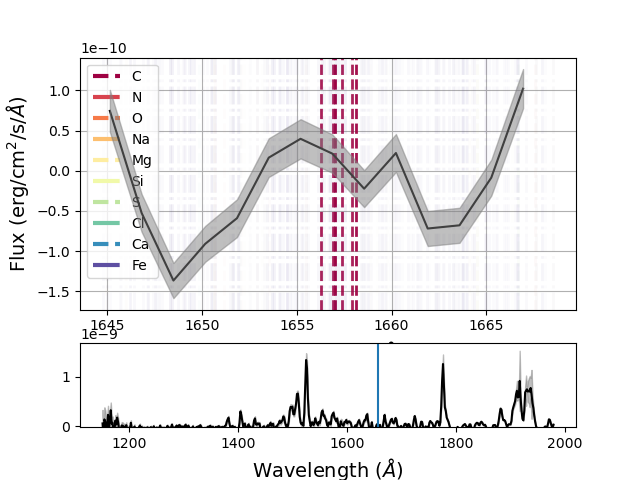 1e−10
1.0
0.5
0.0
−0.5
−1.0
−1.5
Flux (erg/cm²/s/Å)
C
N
O
Na
Mg
Si
S
Cl
Ca
Fe
1645 1650 1655 1660 1665
1e−9
1
0
1200 1400 1600 1800 2000
Wavelength (Å)